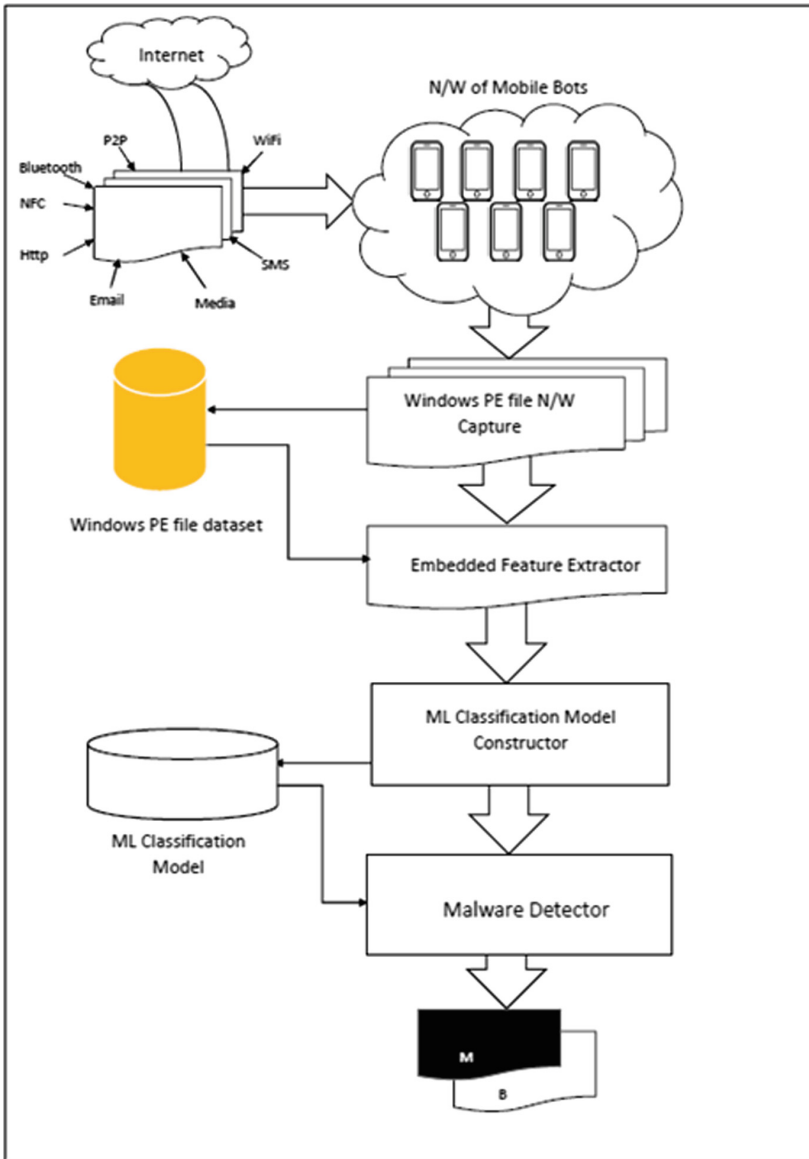 Internet
N/W of Mobile Bots
P2P
WiFi
Bluetooth
NFC
Http
SMS
Email
Media
Windows PE file N/W
Capture
Windows PE file dataset
Embedded Feature Extractor
ML Classification Model
Constructor
ML Classification
Model
Malware Detector
M
B